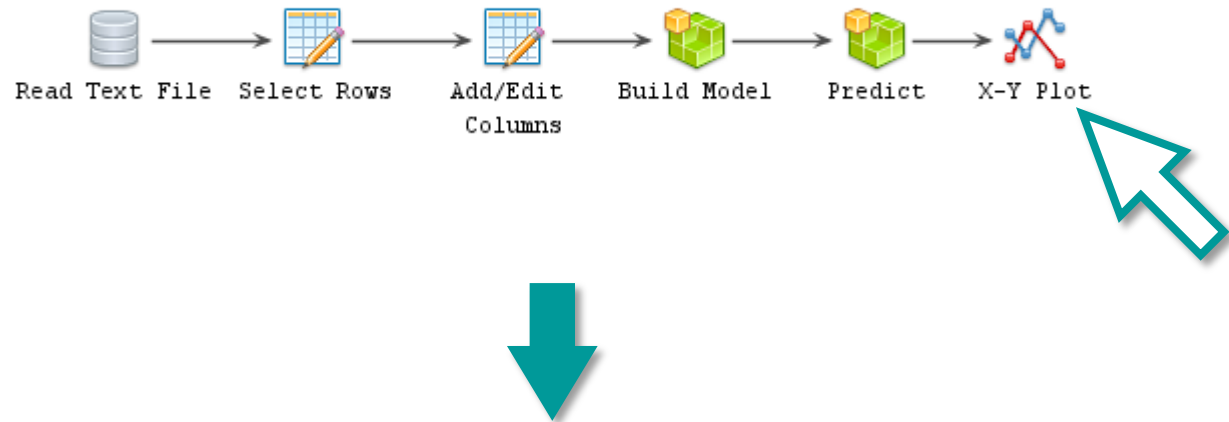 Read Text File
Select Rows
Add/Edit
Columns
Build Model
Predict
X-Y Plot